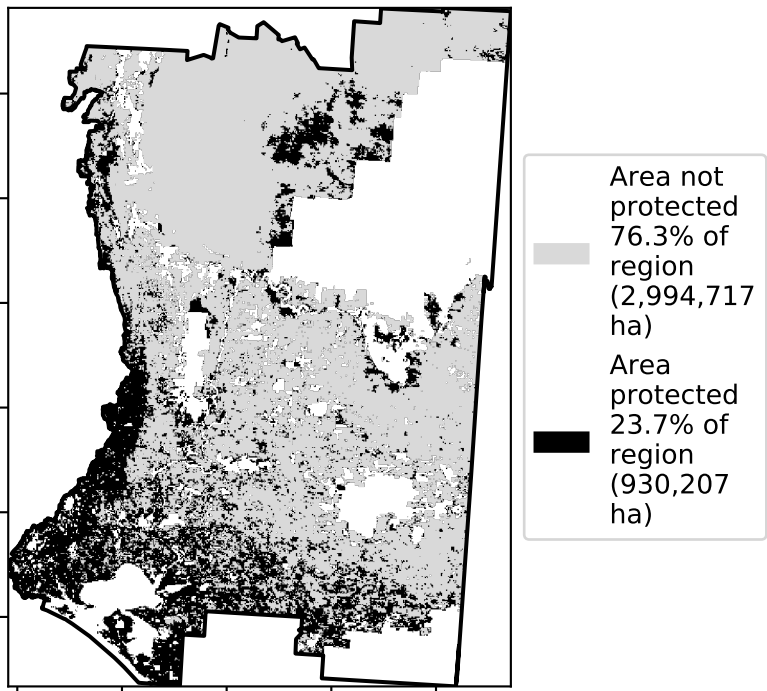 Area not
protected
76.3% of
region
(2,994,717
ha)
Area
protected
23.7% of
region
(930,207
ha)